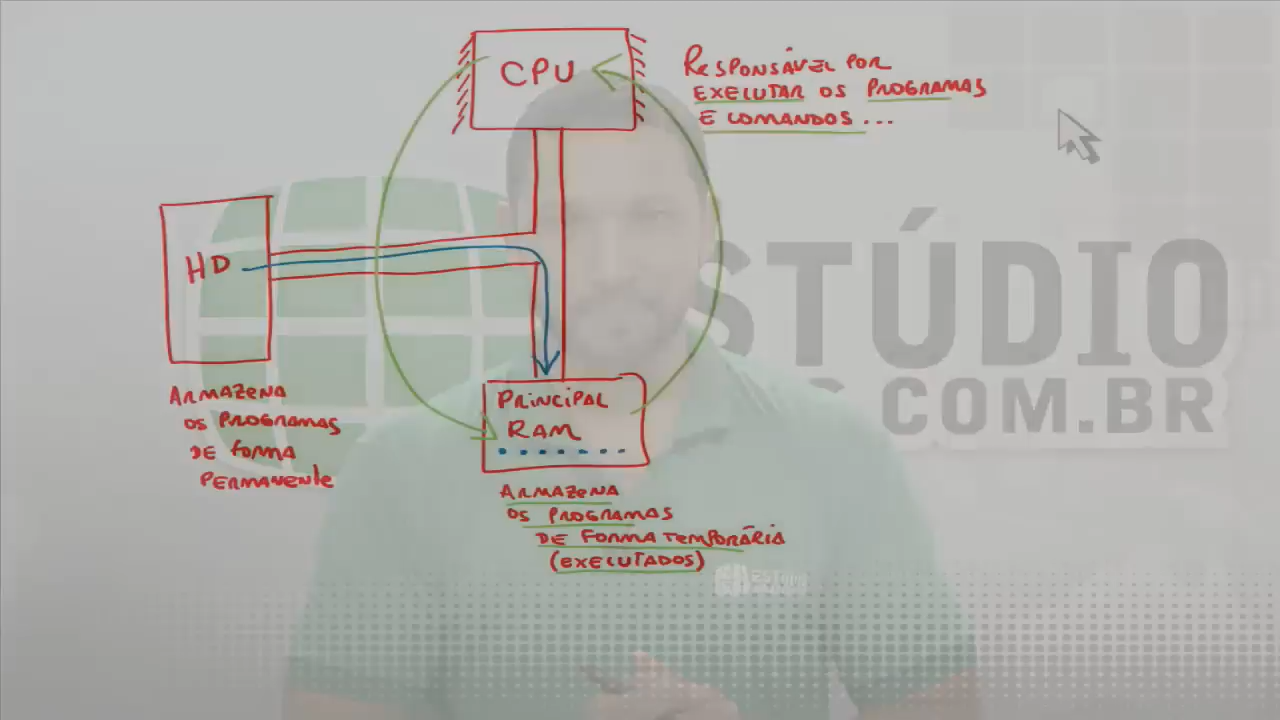 CPU
RESPONSÁVEL POR
EXECUTAR OS PROGRAMAS
E COMANDOS...
HD
ARMAZENA
OS PROGRAMAS
DE FORMA
PERMANENTE
PRINCIPAL
RAM
ARMAZENA
OS PROGRAMAS
DE FORMA TEMPORÁRIA
(EXECUTADOS)
STÚDIO
COM.BR